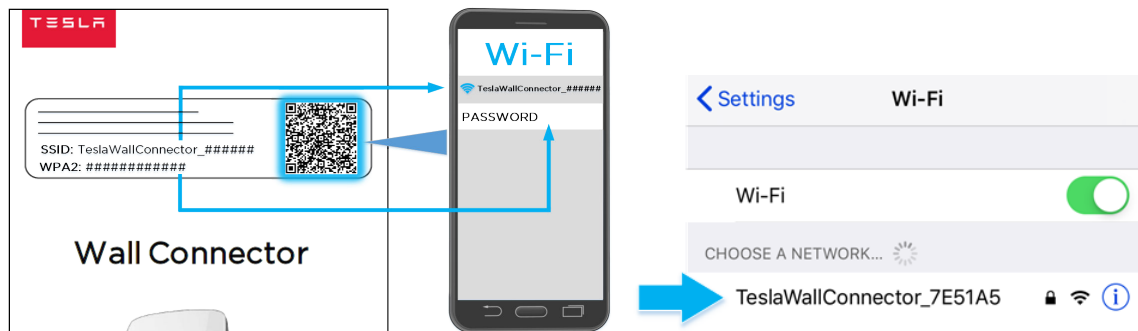 TESLA
SSID: TeslaWallConnector_######
WPA2: ############
Wall Connector
Wi-Fi
TeslaWallConnector_######
PASSWORD
Settings
Wi-Fi
Wi-Fi
CHOOSE A NETWORK...
TeslaWallConnector_7E51A5